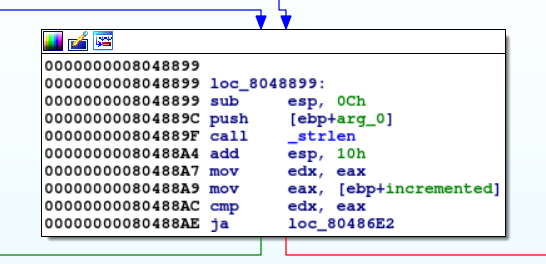 0000000008048899
0000000008048899 loc_8048899:
0000000008048899 sub esp, 0Ch
000000000804889C push [ebp+arg_0]
000000000804889F call _strlen
00000000080488A4 add esp, 10h
00000000080488A7 mov edx, eax
00000000080488A9 mov eax, [ebp+incremented]
00000000080488AC cmp edx, eax
00000000080488AE ja loc_80486E2